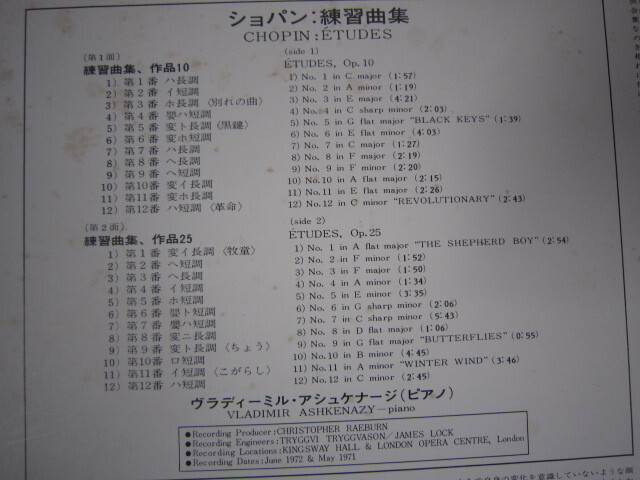 ショパン:練習曲集
CHOPIN:ÉTUDES
(第1面)
練習曲集、作品10
1) 第1番 ハ長調
2) 第2番 イ短調
3) 第3番 ホ長調〈別れの曲〉
4) 第4番 嬰ハ短調
5) 第5番 変ト長調〈黒鍵〉
6) 第6番 変ホ短調
7) 第7番 ハ長調
8) 第8番 ヘ長調
9) 第9番 ヘ短調
10) 第10番 変イ長調
11) 第11番 変ホ長調
12) 第12番 ハ短調〈革命〉
(第2面)
練習曲集、作品25
1) 第1番 変イ長調〈牧童〉
2) 第2番 ヘ短調
3) 第3番 ヘ長調
4) 第4番 イ短調
5) 第5番 ホ短調
6) 第6番 嬰ト短調
7) 第7番 嬰ハ短調
8) 第8番 変ニ長調
9) 第9番 変ト長調〈ちょう〉
10) 第10番 ロ短調
11) 第11番 イ短調〈こがらし〉
12) 第12番 ハ短調
(side 1)
ÉTUDES, Op.10
1) No. 1 in C major (1:57)
2) No. 2 in A minor (1:19)
3) No. 3 in E major (4:21)
4) No. 4 in C sharp minor (2:03)
5) No. 5 in G flat major "BLACK KEYS" (1:39)
6) No. 6 in E flat minor (4:03)
7) No. 7 in C major (1:27)
8) No. 8 in F major (2:19)
9) No. 9 in F minor (2:20)
10) No.10 in A flat major (2:15)
11) No.11 in E flat major (2:26)
12) No.12 in C minor "REVOLUTIONARY" (2:43)
(side 2)
ÉTUDES, Op.25
1) No. 1 in A flat major "THE SHEPHERD BOY" (2:54)
2) No. 2 in F minor (1:52)
3) No. 3 in F major (1:50)
4) No. 4 in A minor (1:34)
5) No. 5 in E minor (3:35)
6) No. 6 in G sharp minor (2:06)
7) No. 7 in C sharp minor (5:43)
8) No. 8 in D flat major (1:06)
9) No. 9 in G flat major "BUTTERFLIES" (0:55)
10) No.10 in B minor (4:45)
11) No.11 in A minor "WINTER WIND" (3:46)
12) No.12 in C minor (2:45)
ヴラディーミル・アシュケナージ(ピアノ)
VLADIMIR ASHKENAZY—piano
●Recording Producer:CHRISTOPHER RAEBURN
●Recording Engineers:TRYGGVI TRYGGVASON/JAMES LOCK
●Recording Locations:KINGSWAY HALL & LONDON OPERA CENTRE, London
●Recording Dates:June 1972 & May 1971